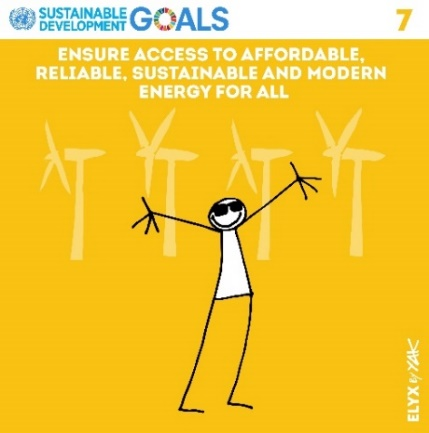 SUSTAINABLE
DEVELOPMENT GOALS
7
ENSURE ACCESS TO AFFORDABLE,
RELIABLE, SUSTAINABLE AND MODERN
ENERGY FOR ALL
ELYX by YAK